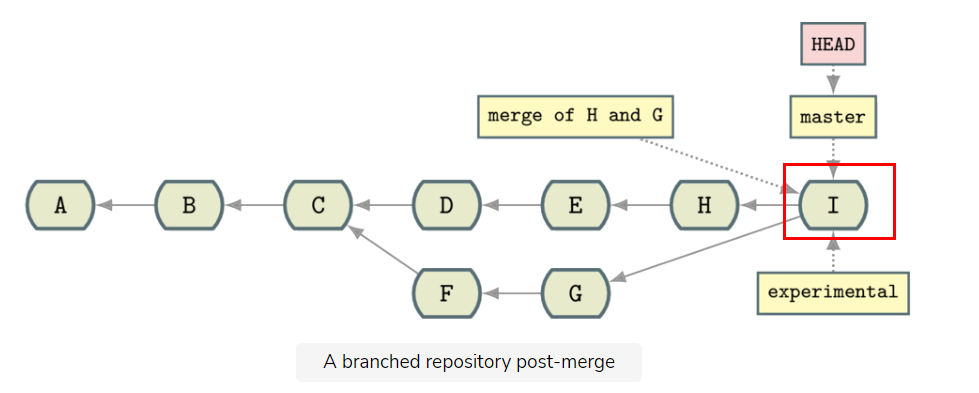 HEAD
merge of H and G
master
A
B
C
D
E
H
I
F
G
experimental
A branched repository post-merge